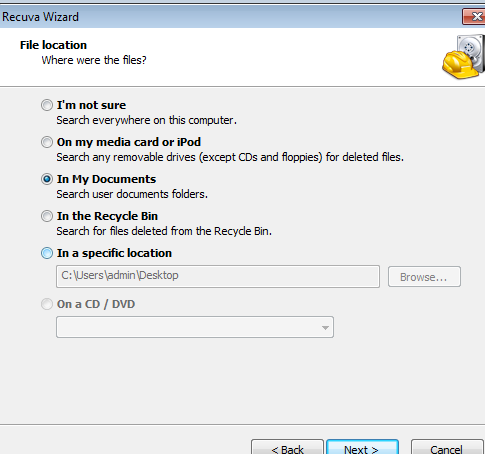 Recuva Wizard
File location
Where were the files?
I'm not sure
Search everywhere on this computer.
On my media card or iPod
Search any removable drives (except CDs and floppies) for deleted files.
In My Documents
Search user documents folders.
In the Recycle Bin
Search for files deleted from the Recycle Bin.
In a specific location
C:\Users\admin\Desktop
Browse...
On a CD / DVD
< Back
Next >
Cancel